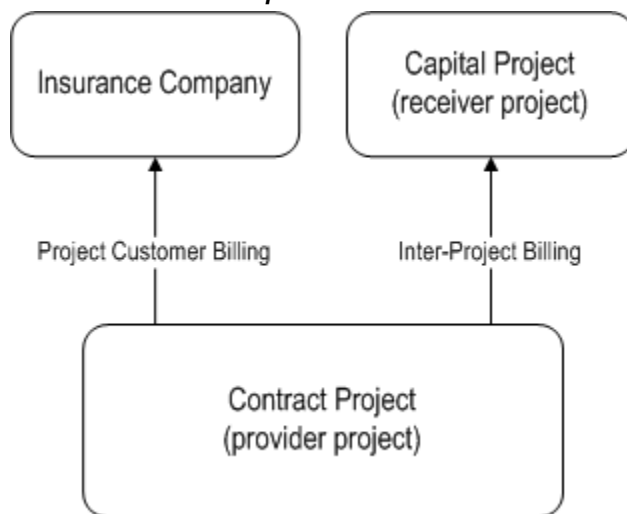 Insurance Company
Capital Project
(receiver project)
Project Customer Billing
Inter-Project Billing
Contract Project
(provider project)